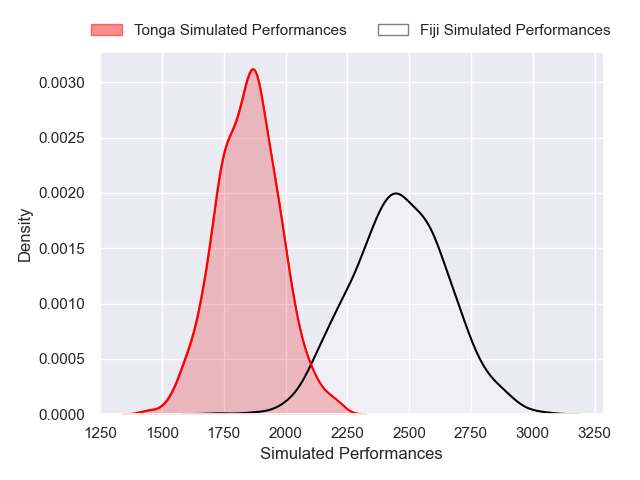 Tonga Simulated Performances Fiji Simulated Performances
0.0030
0.0025
0.0020
0.0015
0.0010
0.0005
0.0000
Density
1250 1500 1750 2000 2250 2500 2750 3000 3250
Simulated Performances